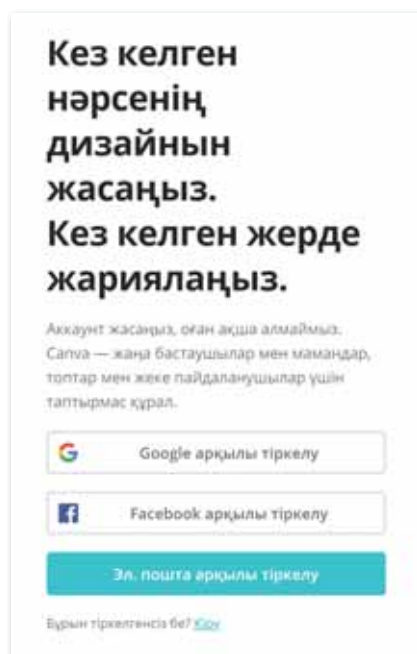 Кез келген
нәрсенің
дизайнын
жасаңыз.
Кез келген жерде
жариялаңыз.
Аккаунт жасаңыз, оған ақша алмаймыз.
Canva — жаңа бастаушылар мен мамандар,
топтар мен жеке пайдаланушылар үшін
таптырмас құрал.
Google арқылы тіркелу
Facebook арқылы тіркелу
Эл. пошта арқылы тіркелу
Бұрын тіркелгенсіз бе? Кіру